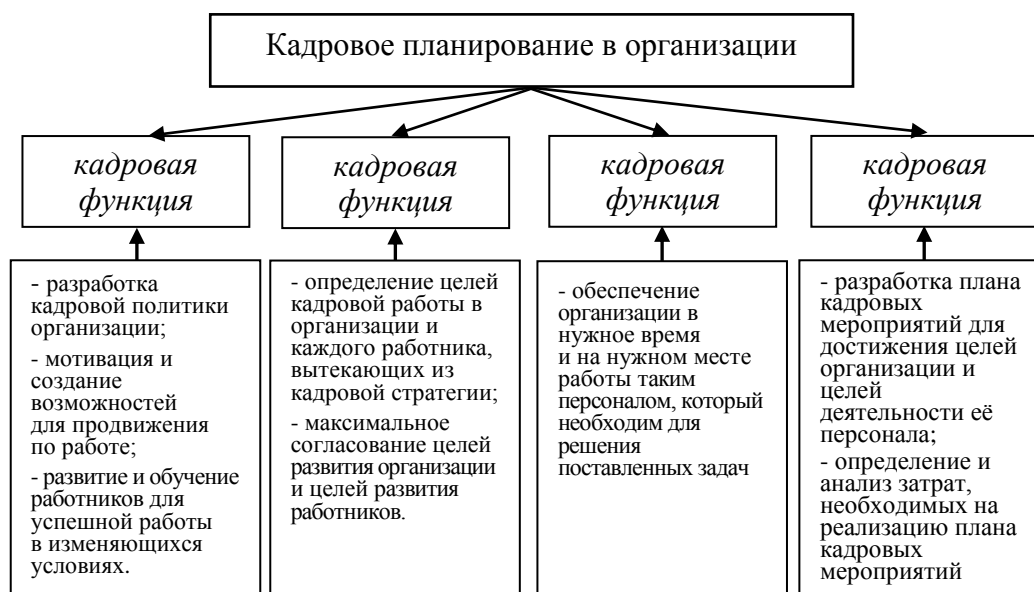 Кадровое планирование в организации
кадровая
функция
кадровая
функция
кадровая
функция
кадровая
функция
- разработка
кадровой политики
организации;
- мотивация и
создание
возможностей
для продвижения
по работе;
- развитие и обучение
работников для
успешной работы
в изменяющихся
условиях.
- определение целей
кадровой работы в
организации и
каждого работника,
вытекающих из
кадровой стратегии;
- максимальное
согласование целей
развития организации
и целей развития
работников.
- обеспечение
организации в
нужное время
и на нужном месте
работы таким
персоналом, который
необходим для
решения
поставленных задач
- разработка плана
кадровых
мероприятий для
достижения целей
организации и
целей
деятельности её
персонала;
- определение и
анализ затрат,
необходимых на
реализацию плана
кадровых
мероприятий